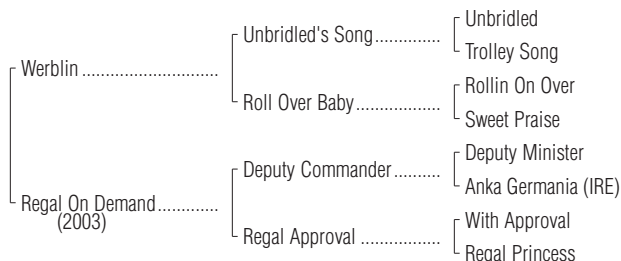 Unbridled
Unbridled's Song...............
Trolley Song
Werblin ...............................
Rollin On Over
Roll Over Baby...................
Sweet Praise
Deputy Minister
Deputy Commander...........
Anka Germania (IRE)
Regal On Demand.............
(2003)
With Approval
Regal Approval ..................
Regal Princess